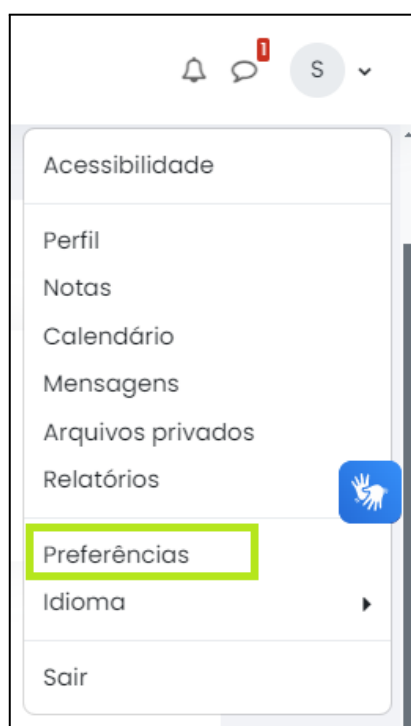 1
S
Acessibilidade
Perfil
Notas
Calendário
Mensagens
Arquivos privados
Relatórios
Preferências
Idioma
Sair